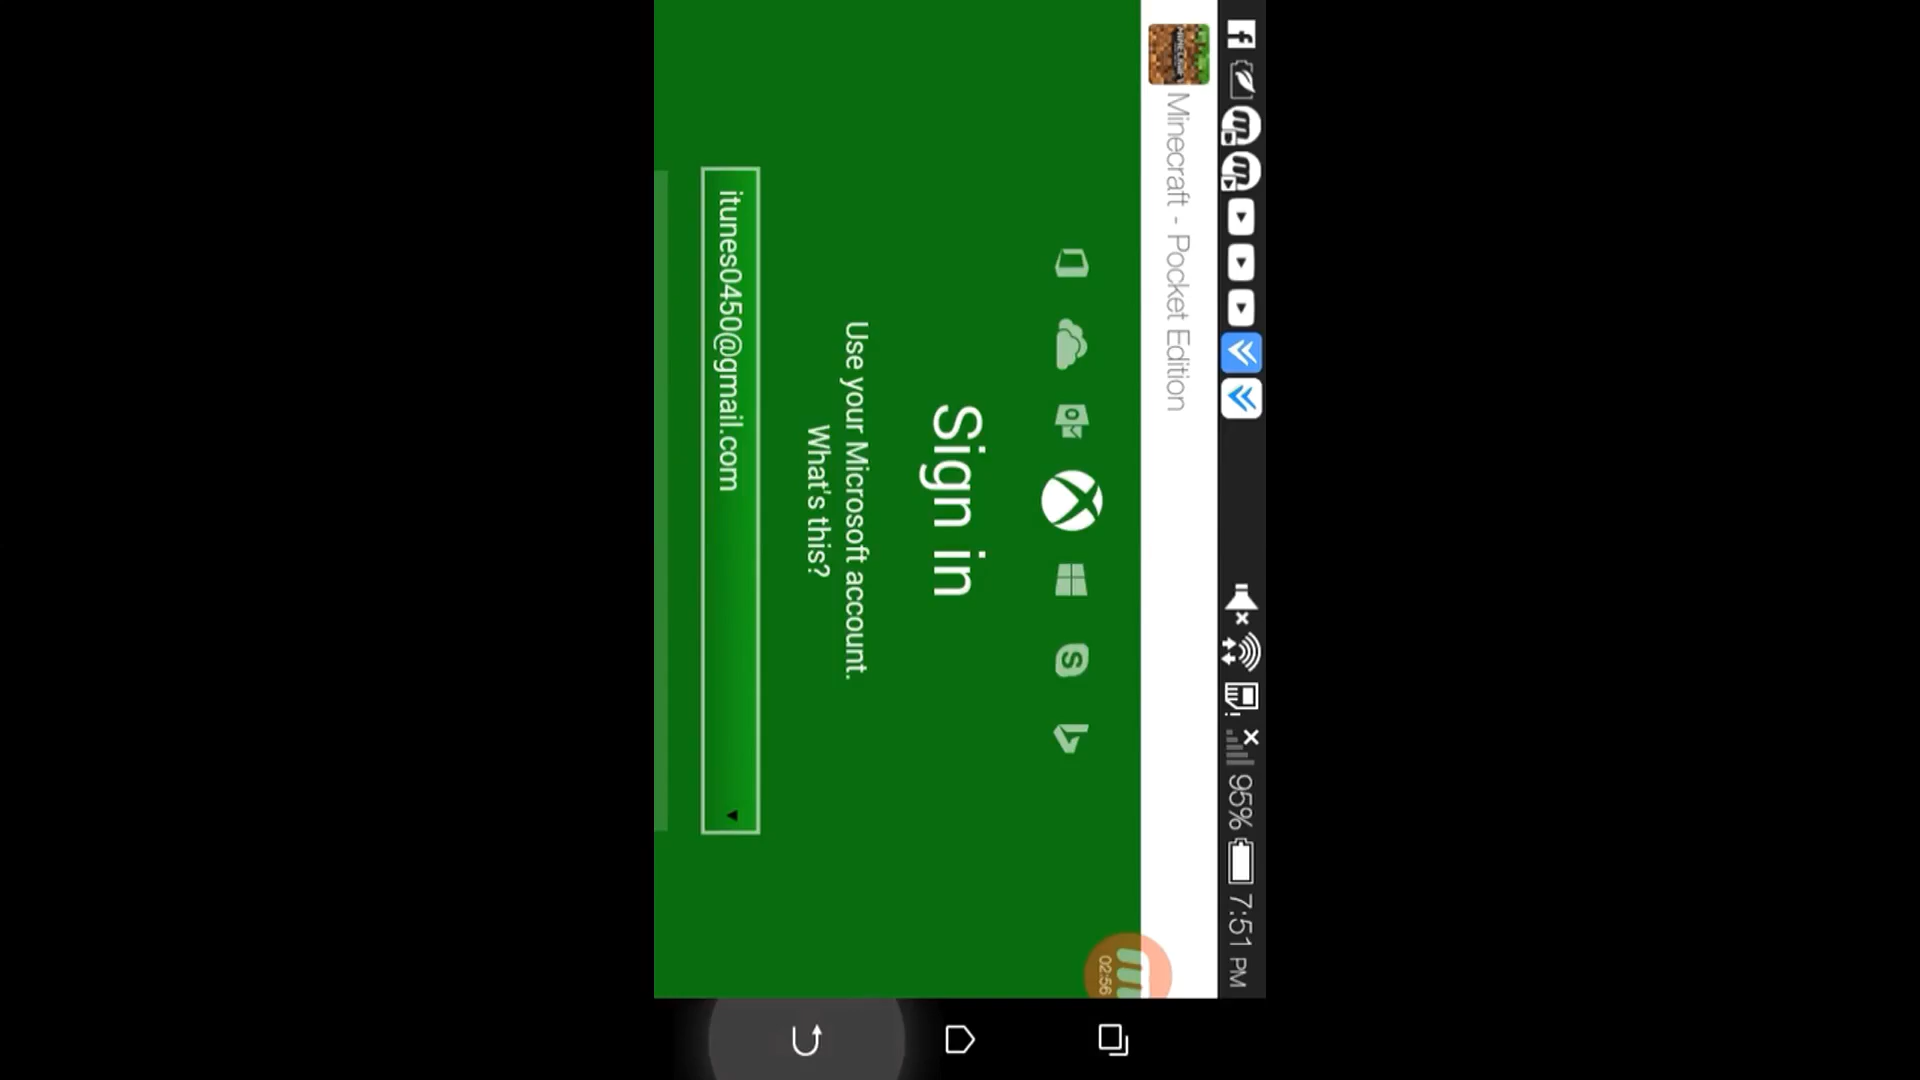 95% 7:51 PM
Minecraft - Pocket Edition
Sign in
Use your Microsoft account.
What's this?
itunes0450@gmail.com
02:56